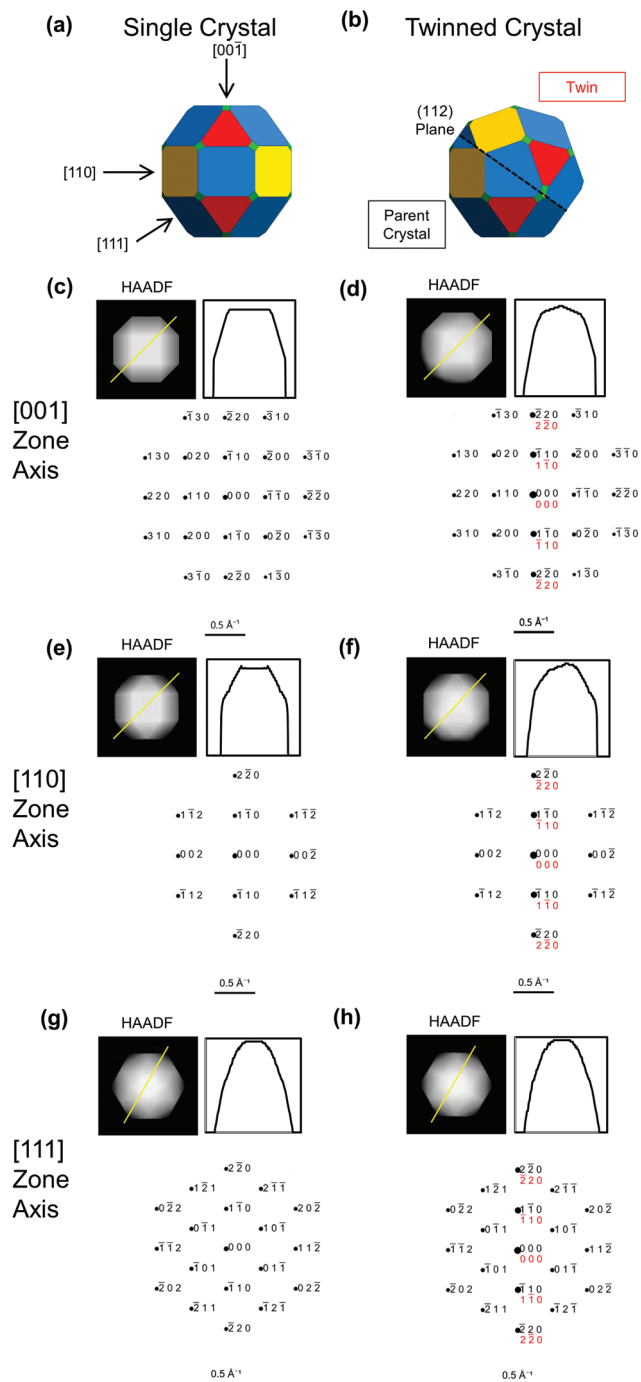 (a) Single Crystal
[001̄]
[110]
[111]
(b) Twinned Crystal
Twin
(112)
Plane
Parent
Crystal
(c) HAADF
(d) HAADF
[001]
Zone
Axis
1̄ 3 0 2̄ 2 0 3̄ 1 0
1 3 0 0 2 0 1̄ 1 0 2̄ 0 0 3̄ 1̄ 0
2 2 0 1 1 0 0 0 0 1̄ 1̄ 0 2̄ 2̄ 0
3 1 0 2 0 0 1 1̄ 0 0 2̄ 0 1̄ 3̄ 0
3 1̄ 0 2 2̄ 0 1 3̄ 0
0.5 Å⁻¹
1̄ 3 0 2̄ 2 0 3̄ 1 0
2 2̄ 0
1 3 0 0 2 0 1̄ 1 0 2̄ 0 0 3̄ 1̄ 0
1 1̄ 0
2 2 0 1 1 0 0 0 0 1̄ 1̄ 0 2̄ 2̄ 0
0 0 0
3 1 0 2 0 0 1 1̄ 0 0 2̄ 0 1̄ 3̄ 0
1̄ 1 0
3 1̄ 0 2 2̄ 0 1 3̄ 0
2̄ 2 0
0.5 Å⁻¹
(e) HAADF
(f) HAADF
[110]
Zone
Axis
2 2̄ 0
1 1̄ 2 1 1̄ 0 1 1̄ 2̄
0 0 2 0 0 0 0 0 2̄
1̄ 1 2 1̄ 1 0 1̄ 1 2̄
2̄ 2 0
0.5 Å⁻¹
2 2̄ 0
2̄ 2 0
1 1̄ 2 1 1̄ 0 1 1̄ 2̄
1̄ 1 0
0 0 2 0 0 0 0 0 2̄
0 0 0
1̄ 1 2 1̄ 1 0 1̄ 1 2̄
1 1̄ 0
2̄ 2 0
2 2̄ 0
0.5 Å⁻¹
(g) HAADF
(h) HAADF
[111]
Zone
Axis
2 2̄ 0
1 2̄ 1 2 1̄ 1̄
0 2̄ 2 1 1̄ 0 2 0 2̄
0 1̄ 1 1 0 1̄
1̄ 1̄ 2 0 0 0 1 1 2̄
1̄ 0 1 0 1 1̄
2̄ 0 2 1̄ 1 0 0 2 2̄
2̄ 1 1 1̄ 2 1̄
2̄ 2 0
0.5 Å⁻¹
2 2̄ 0
2̄ 2 0
1 2̄ 1 2 1̄ 1̄
0 2̄ 2 1 1̄ 0 2 0 2̄
1̄ 1 0
0 1̄ 1 1 0 1̄
1̄ 1̄ 2 0 0 0 1 1 2̄
0 0 0
1̄ 0 1 0 1 1̄
2̄ 0 2 1̄ 1 0 0 2 2̄
1 1̄ 0
2̄ 1 1 1̄ 2 1̄
2̄ 2 0
2 2̄ 0
0.5 Å⁻¹